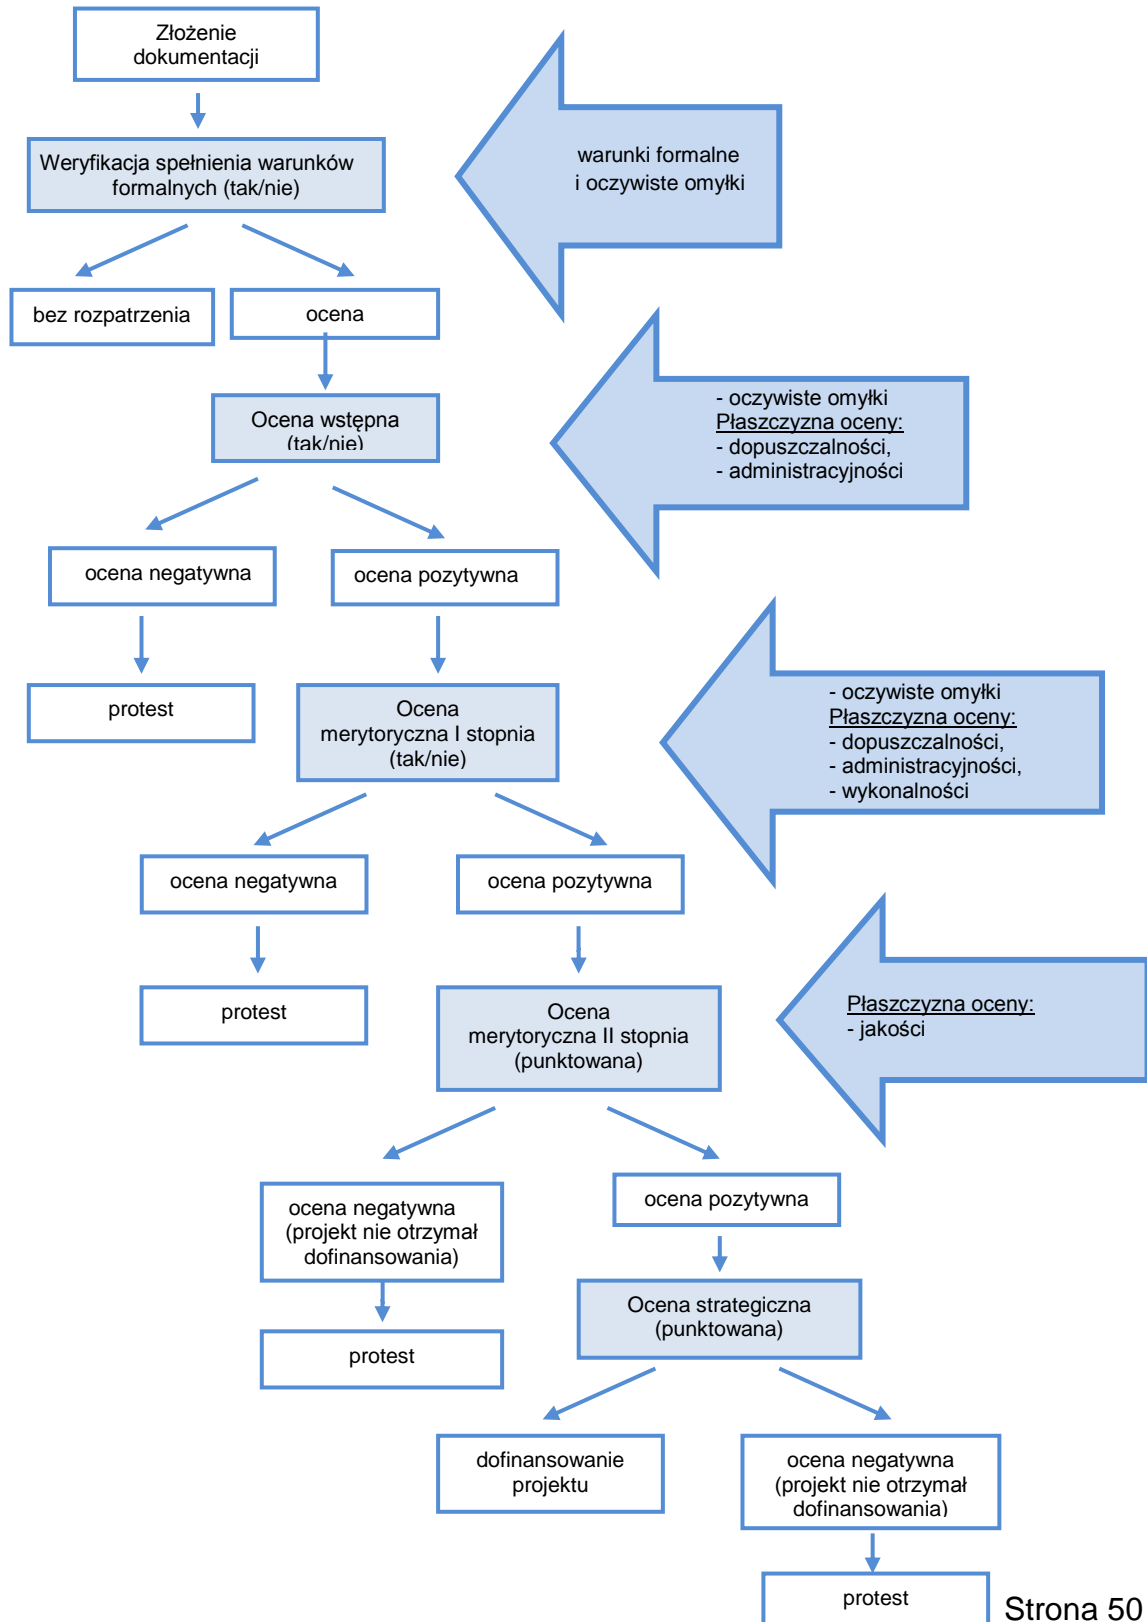 Złożenie
dokumentacji
Weryfikacja spełnienia warunków
formalnych (tak/nie)
warunki formalne
i oczywiste omyłki
bez rozpatrzenia
ocena
Ocena wstępna
(tak/nie)
- oczywiste omyłki
Płaszczyzna oceny:
- dopuszczalności,
- administracyjności
ocena negatywna
ocena pozytywna
protest
Ocena
merytoryczna I stopnia
(tak/nie)
- oczywiste omyłki
Płaszczyzna oceny:
- dopuszczalności,
- administracyjności,
- wykonalności
ocena negatywna
ocena pozytywna
protest
Ocena
merytoryczna II stopnia
(punktowana)
Płaszczyzna oceny:
- jakości
ocena negatywna
(projekt nie otrzymał
dofinansowania)
ocena pozytywna
protest
Ocena strategiczna
(punktowana)
dofinansowanie
projektu
ocena negatywna
(projekt nie otrzymał
dofinansowania)
protest
Strona 50